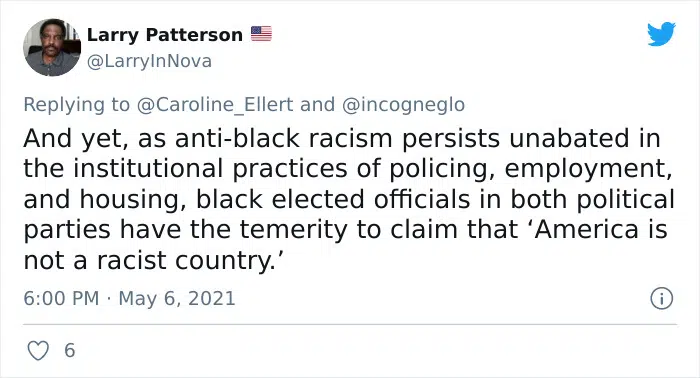 Larry Patterson 🇺🇸
@LarryInNova
Replying to @Caroline_Ellert and @incogneglo
And yet, as anti-black racism persists unabated in
the institutional practices of policing, employment,
and housing, black elected officials in both political
parties have the temerity to claim that ‘America is
not a racist country.’
6:00 PM · May 6, 2021
6